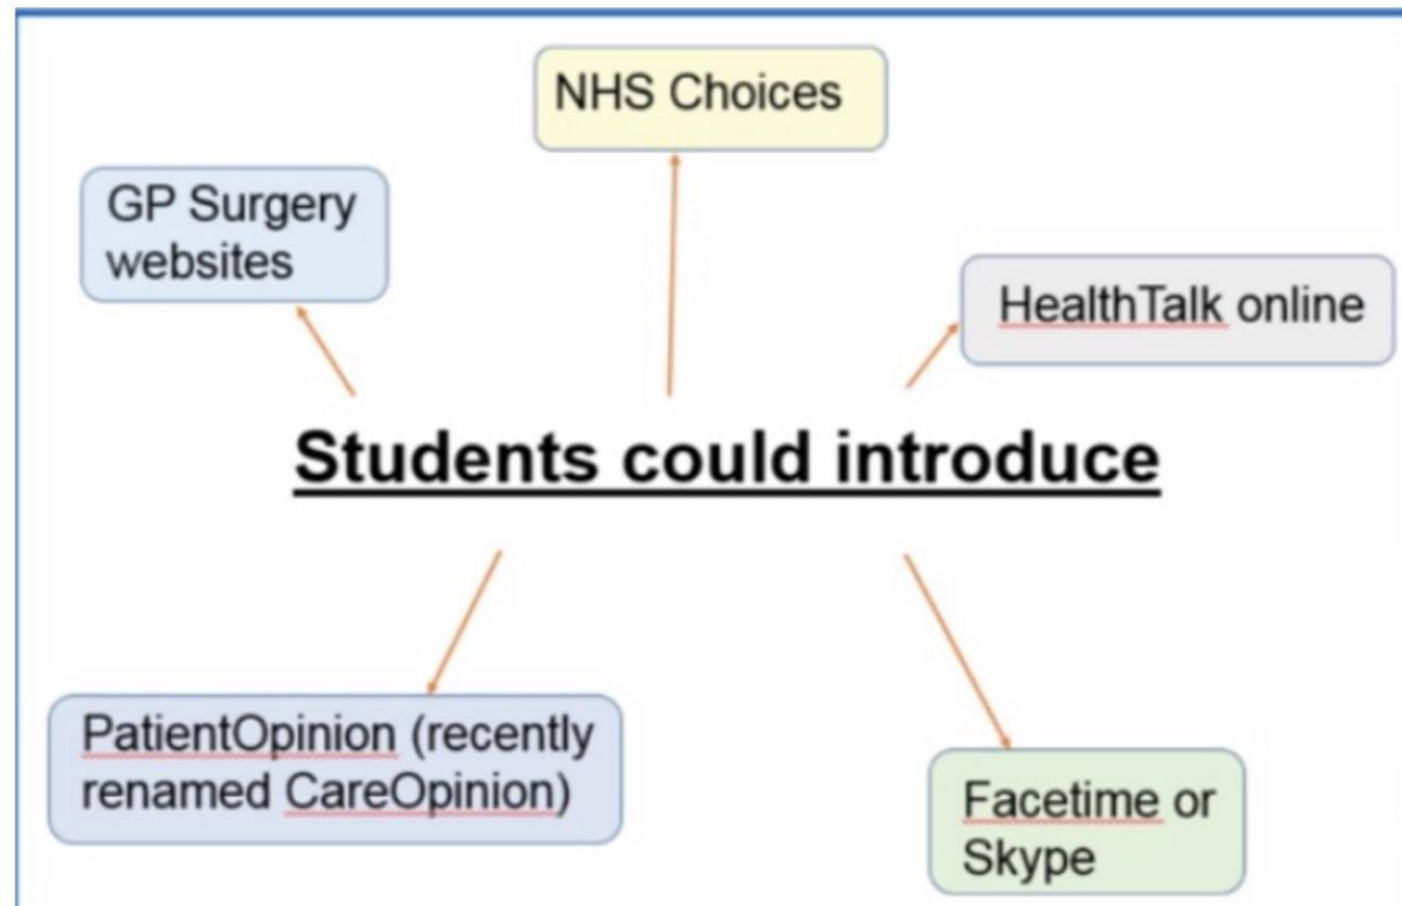 NHS Choices
GP Surgery
websites
HealthTalk online
Students could introduce
PatientOpinion (recently
renamed CareOpinion)
Facetime or
Skype